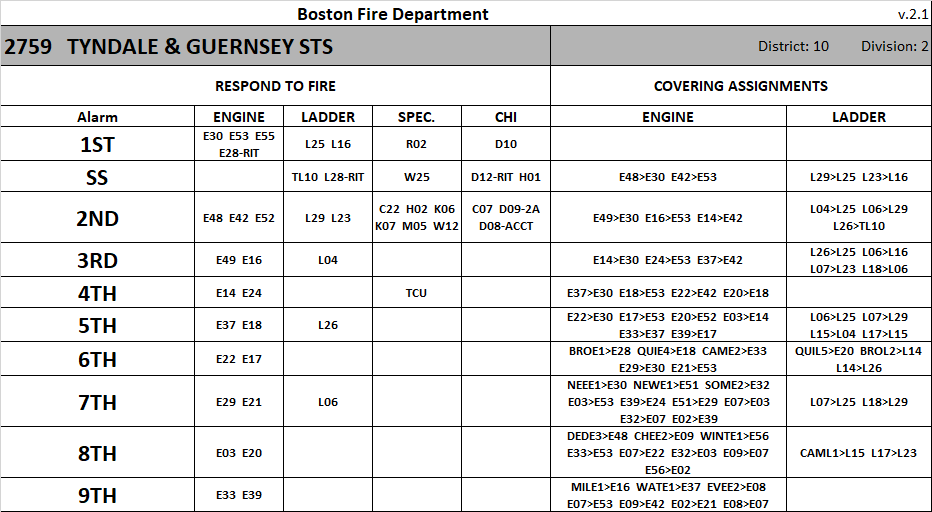 Boston Fire Department v.2.1
2759 TYNDALE & GUERNSEY STS District: 10 Division: 2
RESPOND TO FIRE COVERING ASSIGNMENTS
Alarm ENGINE LADDER SPEC. CHI ENGINE LADDER
1ST E30 E53 E55 L25 L16 R02 D10
E28-RIT
SS TL10 L28-RIT W25 D12-RIT H01 E48>E30 E42>E53 L29>L25 L23>L16
2ND E48 E42 E52 L29 L23 C22 H02 K06 C07 D09-2A E49>E30 E16>E53 E14>E42 L04>L25 L06>L29
K07 M05 W12 D08-ACCT L26>TL10
3RD E49 E16 L04 E14>E30 E24>E53 E37>E42 L26>L25 L06>L16
L07>L23 L18>L06
4TH E14 E24 TCU E37>E30 E18>E53 E22>E42 E20>E18
5TH E37 E18 L26 E22>E30 E17>E53 E20>E52 E03>E14 L06>L25 L07>L29
E33>E37 E39>E17 L15>L04 L17>L15
6TH E22 E17 BROE1>E28 QUIE4>E18 CAME2>E33 QUIL5>E20 BROL2>L14
E29>E30 E21>E53 L14>L26
7TH E29 E21 L06 NEEE1>E30 NEWE1>E51 SOME2>E32 L07>L25 L18>L29
E03>E53 E39>E24 E51>E29 E07>E03
E32>E07 E02>E39
8TH E03 E20 DEDE3>E48 CHEE2>E09 WINTE1>E56 CAML1>L15 L17>L23
E33>E53 E07>E22 E32>E03 E09>E07
E56>E02
9TH E33 E39 MILE1>E16 WATE1>E37 EVEE2>E08
E07>E53 E09>E42 E02>E21 E08>E07